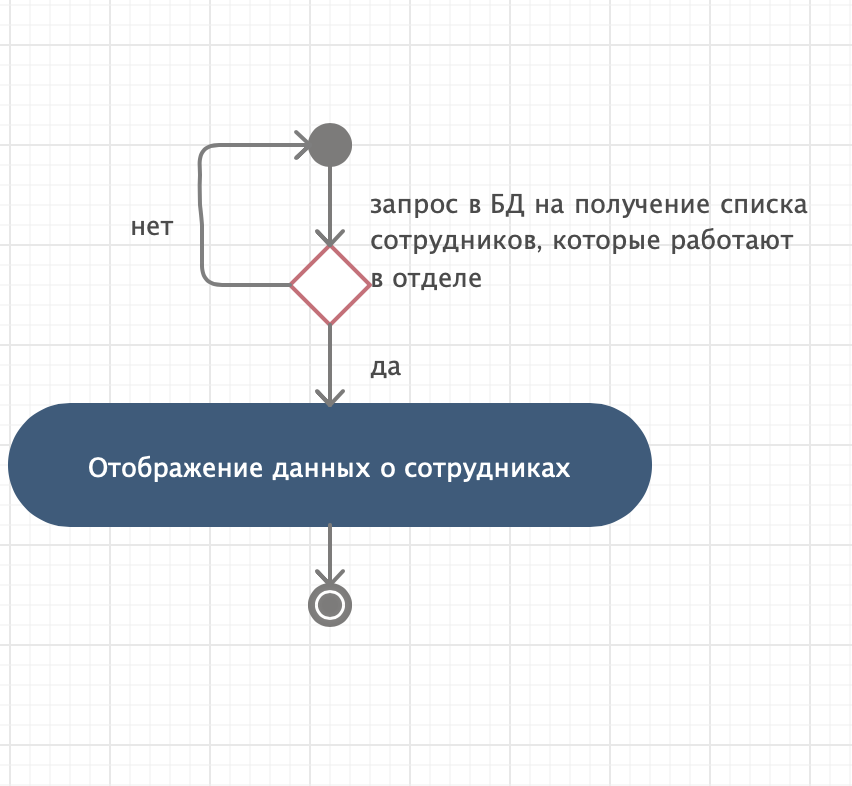 запрос в БД на получение списка
нет
сотрудников, которые работают
в отделе
да
Отображение данных о сотрудниках